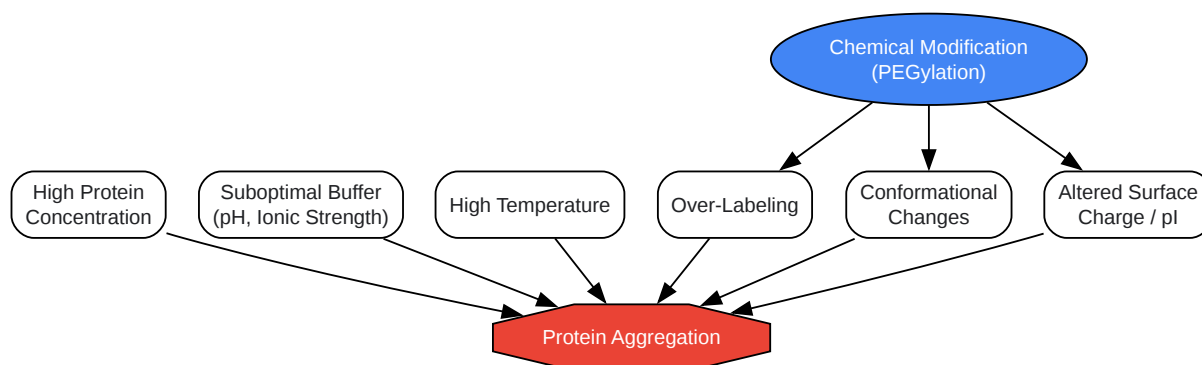 Chemical Modification
(PEGylation)
High Protein
Concentration
Suboptimal Buffer
(pH, Ionic Strength)
High Temperature
Over-Labeling
Conformational
Changes
Altered Surface
Charge / pI
Protein Aggregation